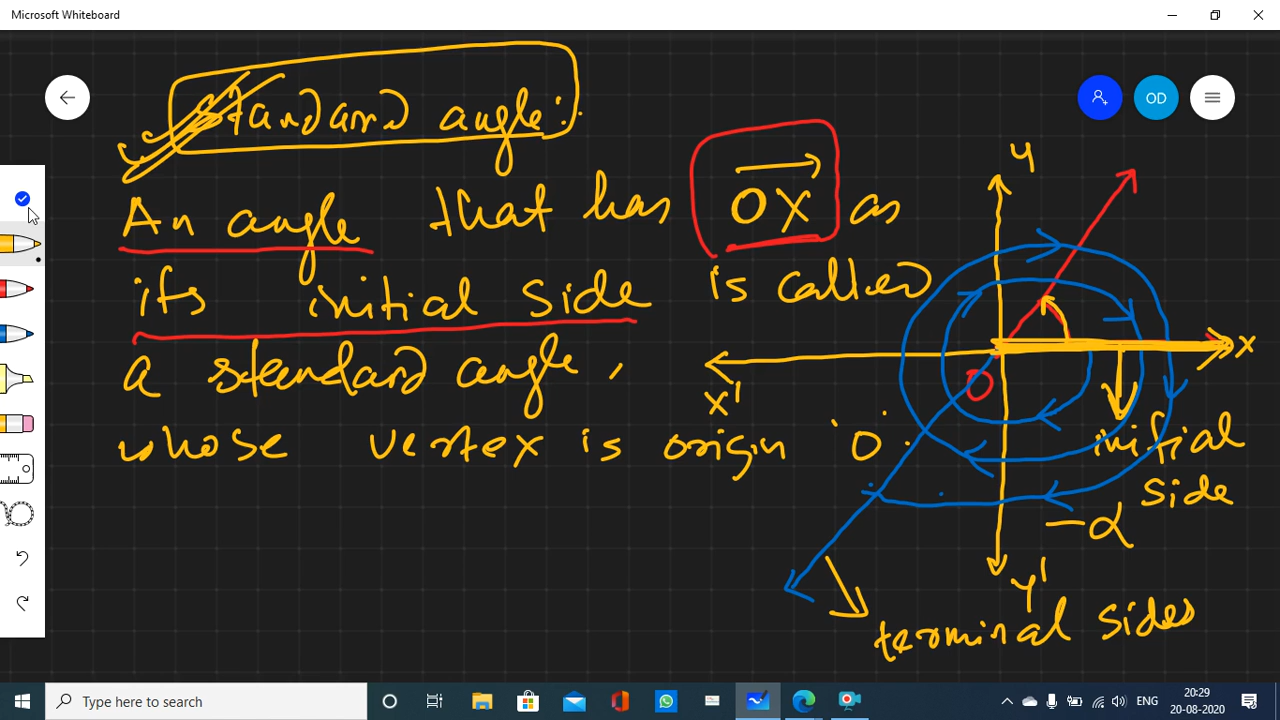 Microsoft Whiteboard
Standard angle:
An angle that has OX as
its initial side is called
a standard angle,
whose vertex is origin 'O'.
OD
Y
X
X'
O
initial
side
-α
Y'
terminal sides
Type here to search
ENG
20:29
20-08-2020